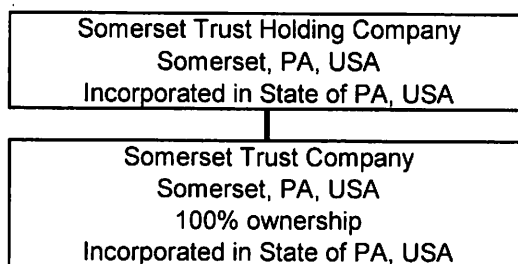 Somerset Trust Holding Company
Somerset, PA, USA
Incorporated in State of PA, USA
Somerset Trust Company
Somerset, PA, USA
100% ownership
Incorporated in State of PA, USA